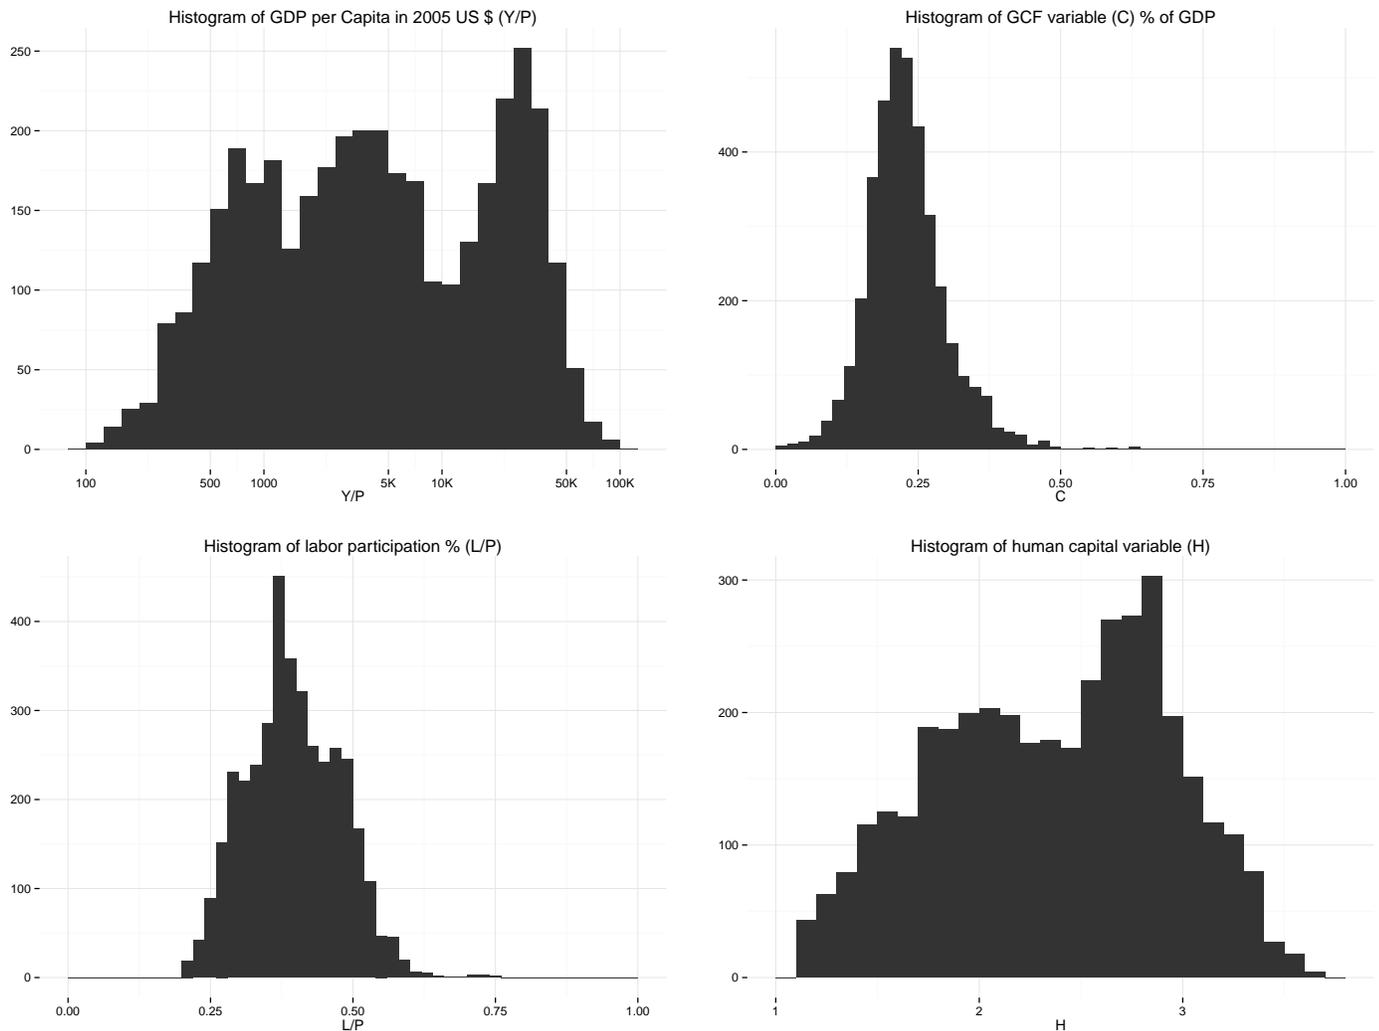 Histogram of GDP per Capita in 2005 US $ (Y/P)
250
200
150
100
50
0
100 500 1000 5K 10K 50K 100K
Y/P
Histogram of GCF variable (C) % of GDP
400
200
0
0.00 0.25 0.50 0.75 1.00
C
Histogram of labor participation % (L/P)
400
300
200
100
0
0.00 0.25 0.50 0.75 1.00
L/P
Histogram of human capital variable (H)
300
200
100
0
1 2 3
H